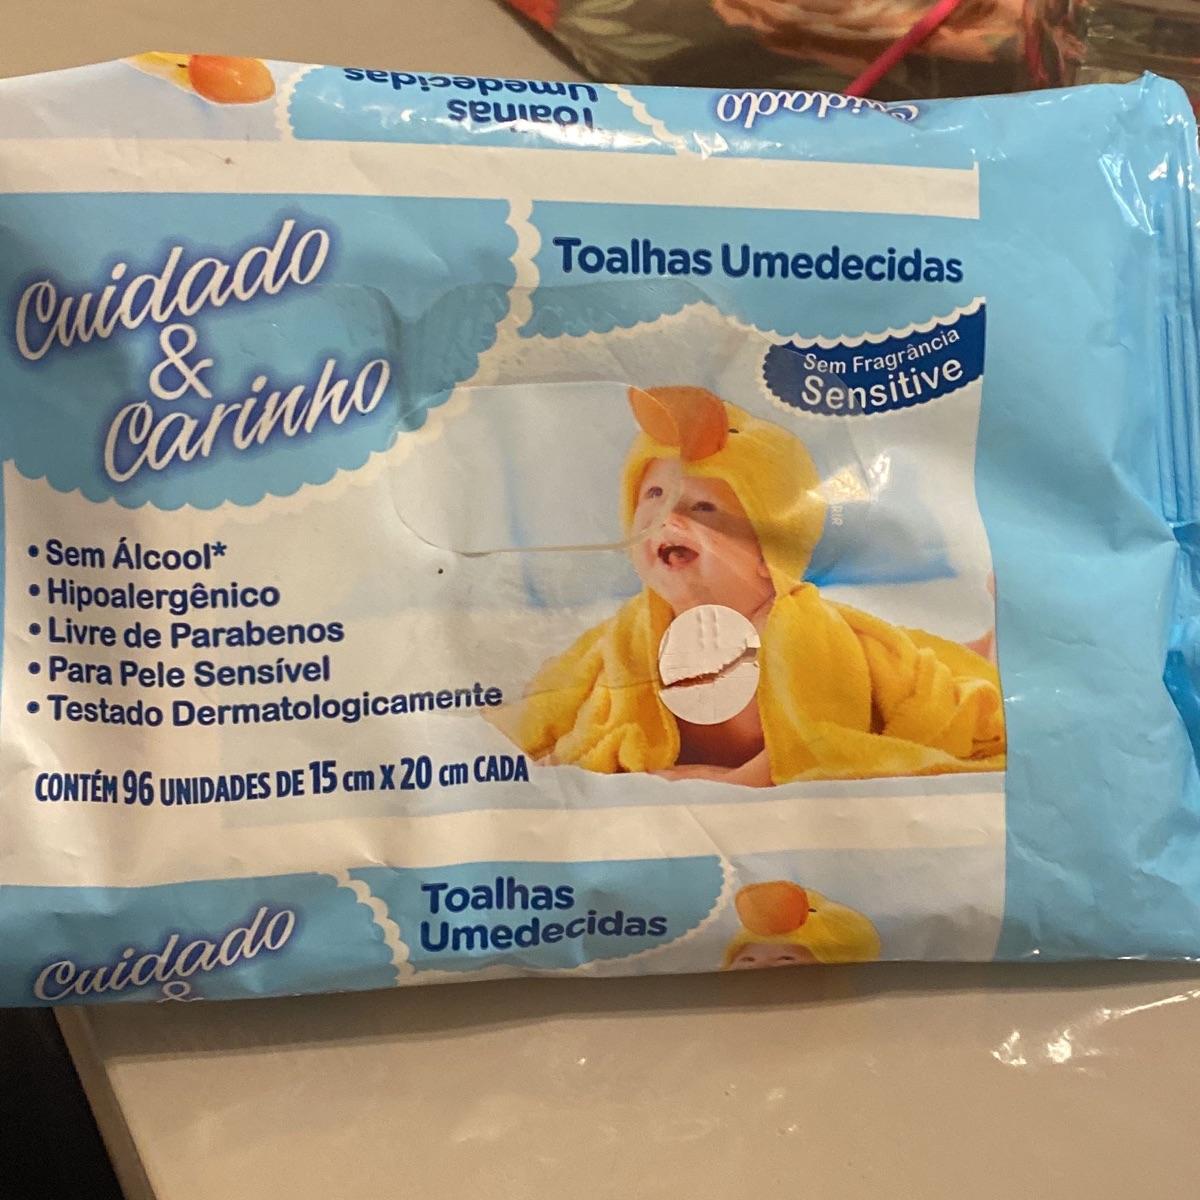 Toalhas
Umedecidas
Cuidado
Cuidado
&
Carinho
Toalhas Umedecidas
Sem Fragrância
Sensitive
• Sem Álcool*
• Hipoalergênico
• Livre de Parabenos
• Para Pele Sensível
• Testado Dermatologicamente
CONTÉM 96 UNIDADES DE 15 cm X 20 cm CADA
Cuidado
&
Toalhas
Umedecidas